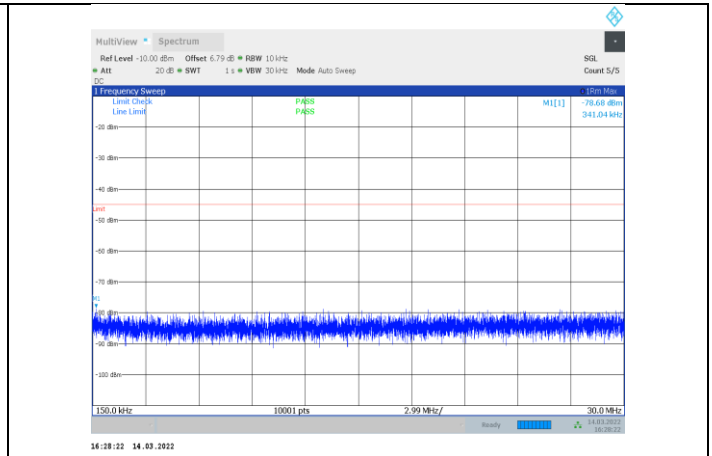 MultiView Spectrum
Ref Level -10.00 dBm Offset 6.79 dB RBW 10 kHz SGL
Att 20 dB SWT 1 s VBW 30 kHz Mode Auto Sweep Count 5/5
DC
1 Frequency Sweep 1Rm Max
Limit Check PASS M1[1] -78.68 dBm
Line Limit PASS 341.04 kHz
-20 dBm
-30 dBm
-40 dBm
Limit
-50 dBm
-60 dBm
-70 dBm
M1
-80 dBm
-90 dBm
-100 dBm
150.0 kHz 10001 pts 2.99 MHz/ 30.0 MHz
Ready 14.03.2022
16:28:22
16:28:22 14.03.2022